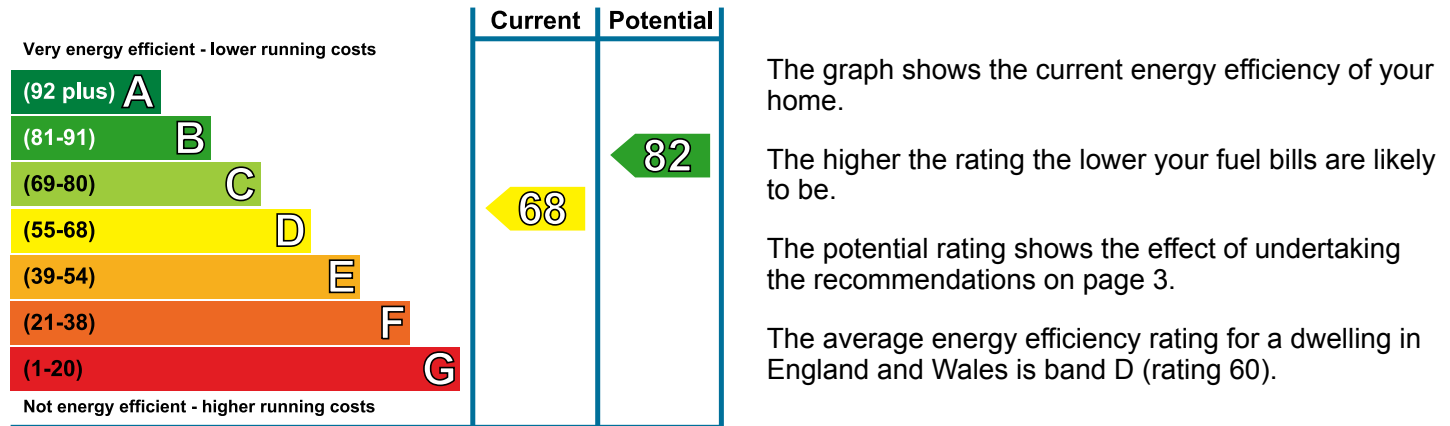 Current Potential
Very energy efficient - lower running costs
(92 plus) A
(81-91) B
(69-80) C
(55-68) D
(39-54) E
(21-38) F
(1-20) G
Not energy efficient - higher running costs
68
82
The graph shows the current energy efficiency of your
home.
The higher the rating the lower your fuel bills are likely
to be.
The potential rating shows the effect of undertaking
the recommendations on page 3.
The average energy efficiency rating for a dwelling in
England and Wales is band D (rating 60).